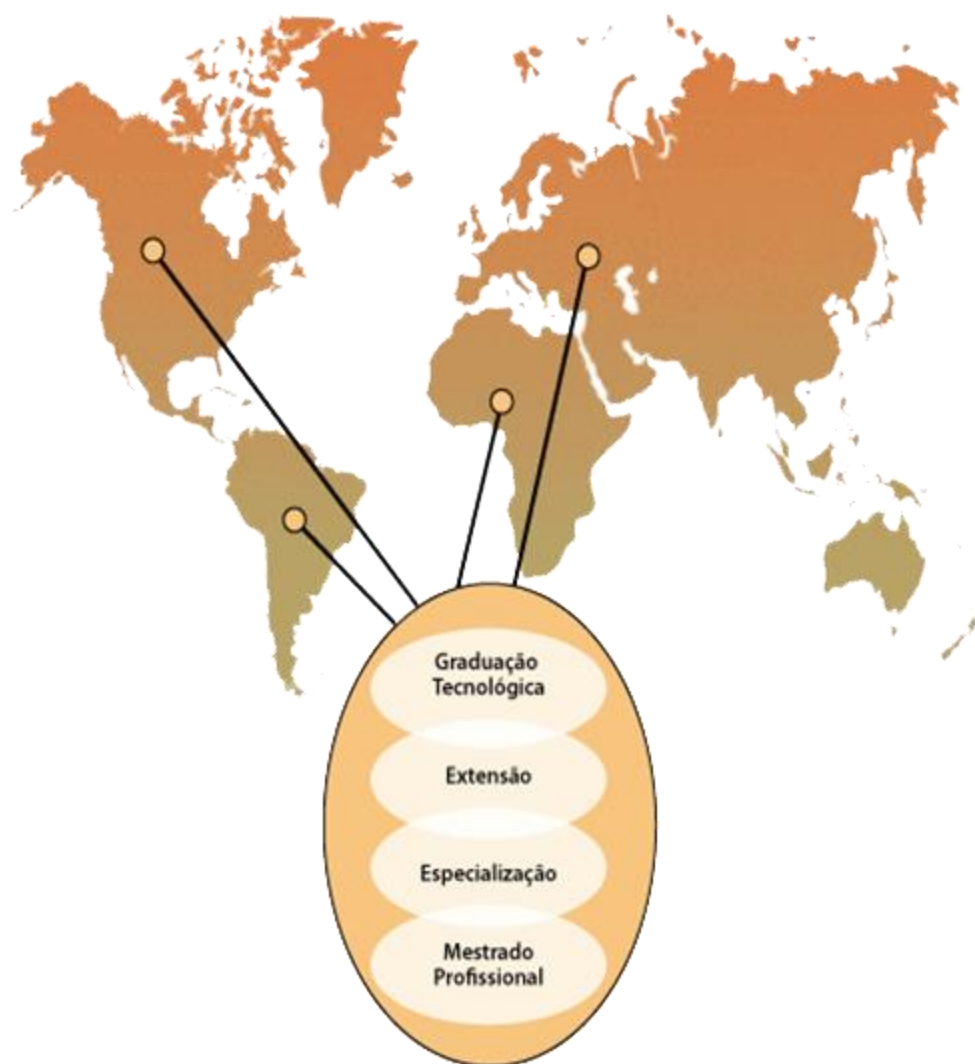 Graduação
Tecnológica
Extensão
Especialização
Mestrado
Profissional